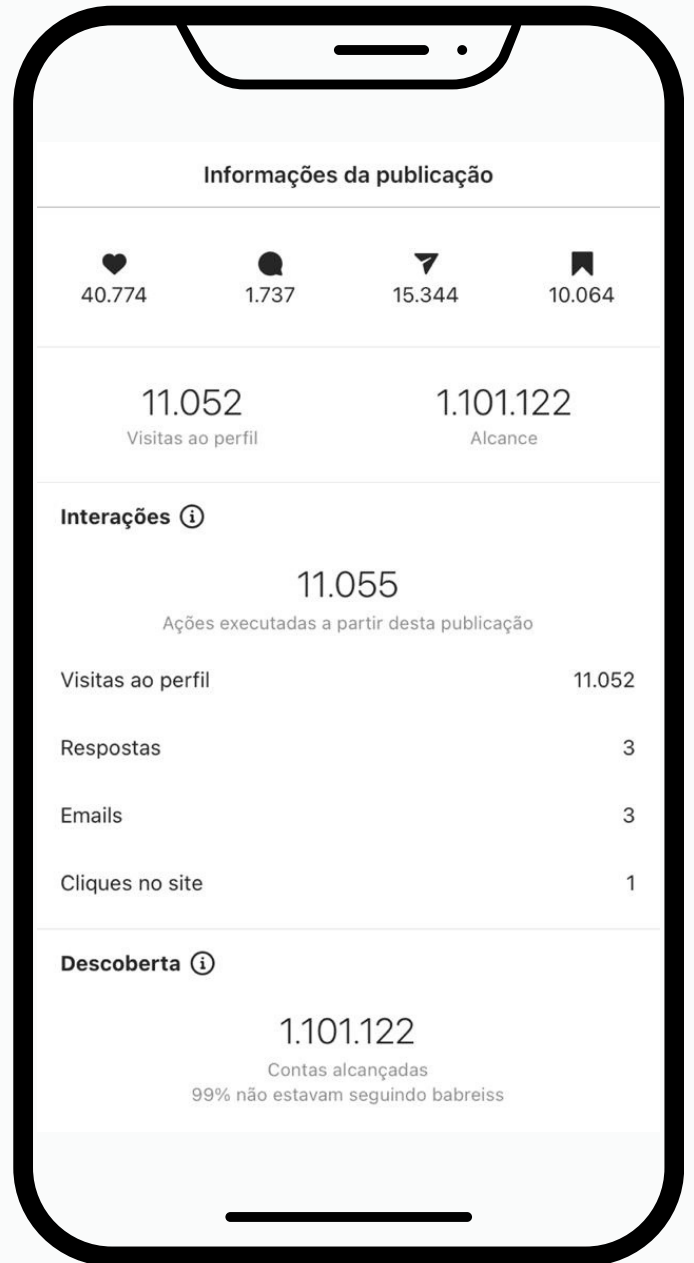 Informações da publicação
40.774 1.737 15.344 10.064
11.052 1.101.122
Visitas ao perfil Alcance
Interações
11.055
Ações executadas a partir desta publicação
Visitas ao perfil 11.052
Respostas 3
Emails 3
Cliques no site 1
Descoberta
1.101.122
Contas alcançadas
99% não estavam seguindo babreiss